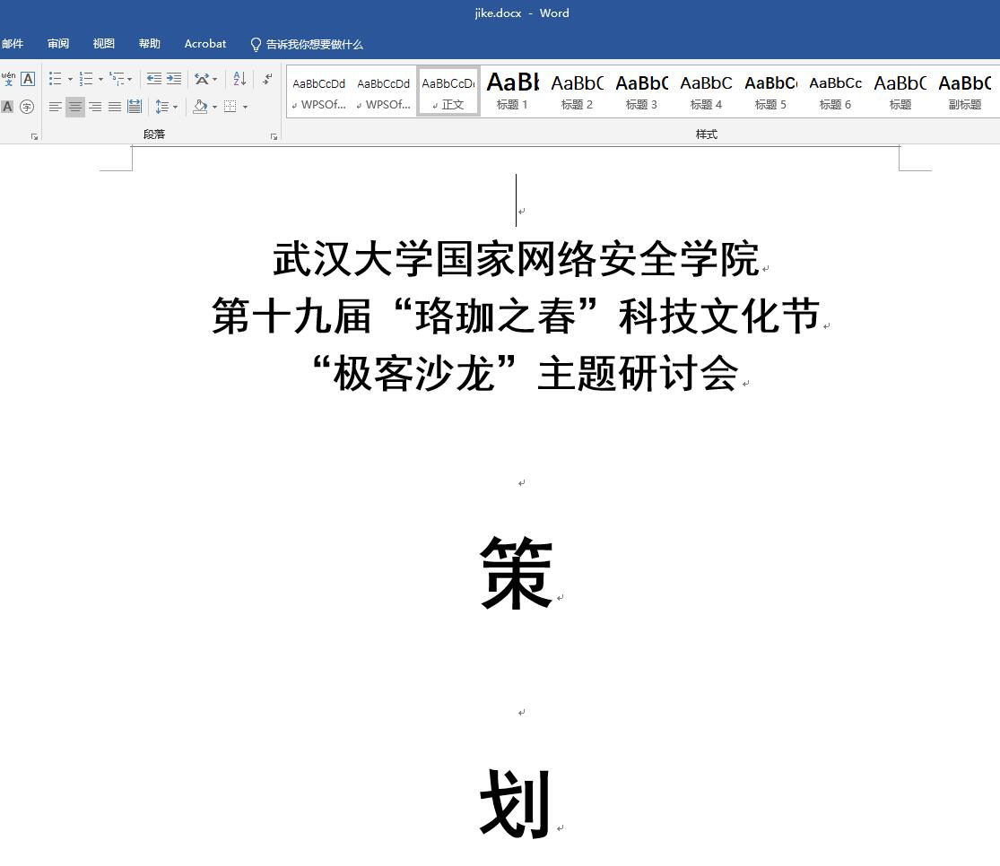 jike.docx - Word
邮件 审阅 视图 帮助 Acrobat 告诉我你想要做什么
wén 文 A AaBbCcDd AaBbCcDd AaBbCcD AaBb AaBbC AaBbC AaBbC AaBbC AaBbCc AaBbC AaBbC
A 字 WPSOf... WPSOf... 正文 标题 1 标题 2 标题 3 标题 4 标题 5 标题 6 标题 副标题
段落 样式
武汉大学国家网络安全学院
第十九届“珞珈之春”科技文化节
“极客沙龙”主题研讨会
策
划